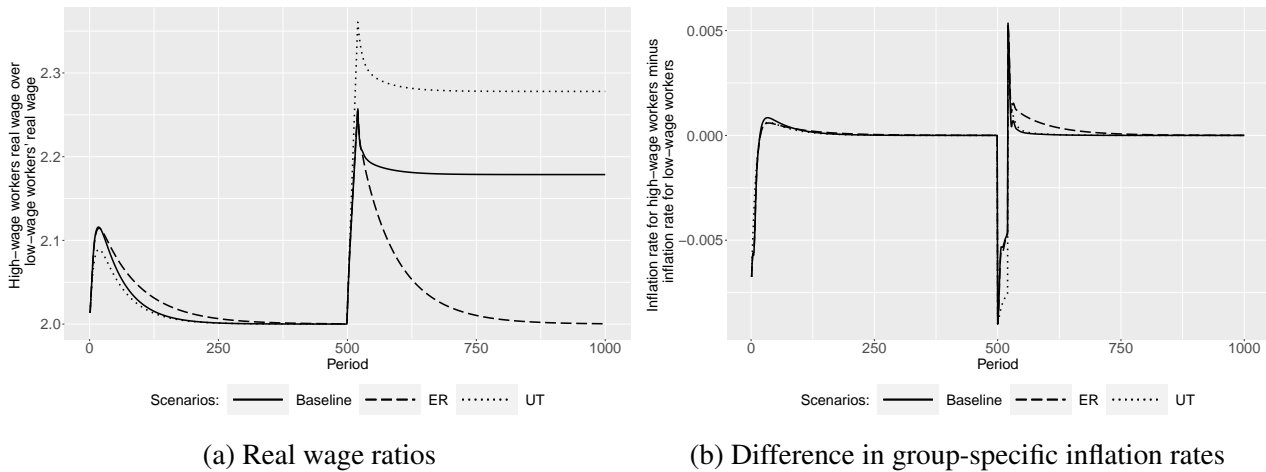 High−wage workers real wage over
low−wage workers' real wage
2.3
2.2
2.1
2.0
0 250 500 750 1000
Period
Scenarios: Baseline ER UT
(a) Real wage ratios
Inflation rate for high−wage workers minus
inflation rate for low−wage workers
0.005
0.000
−0.005
0 250 500 750 1000
Period
Scenarios: Baseline ER UT
(b) Difference in group-specific inflation rates